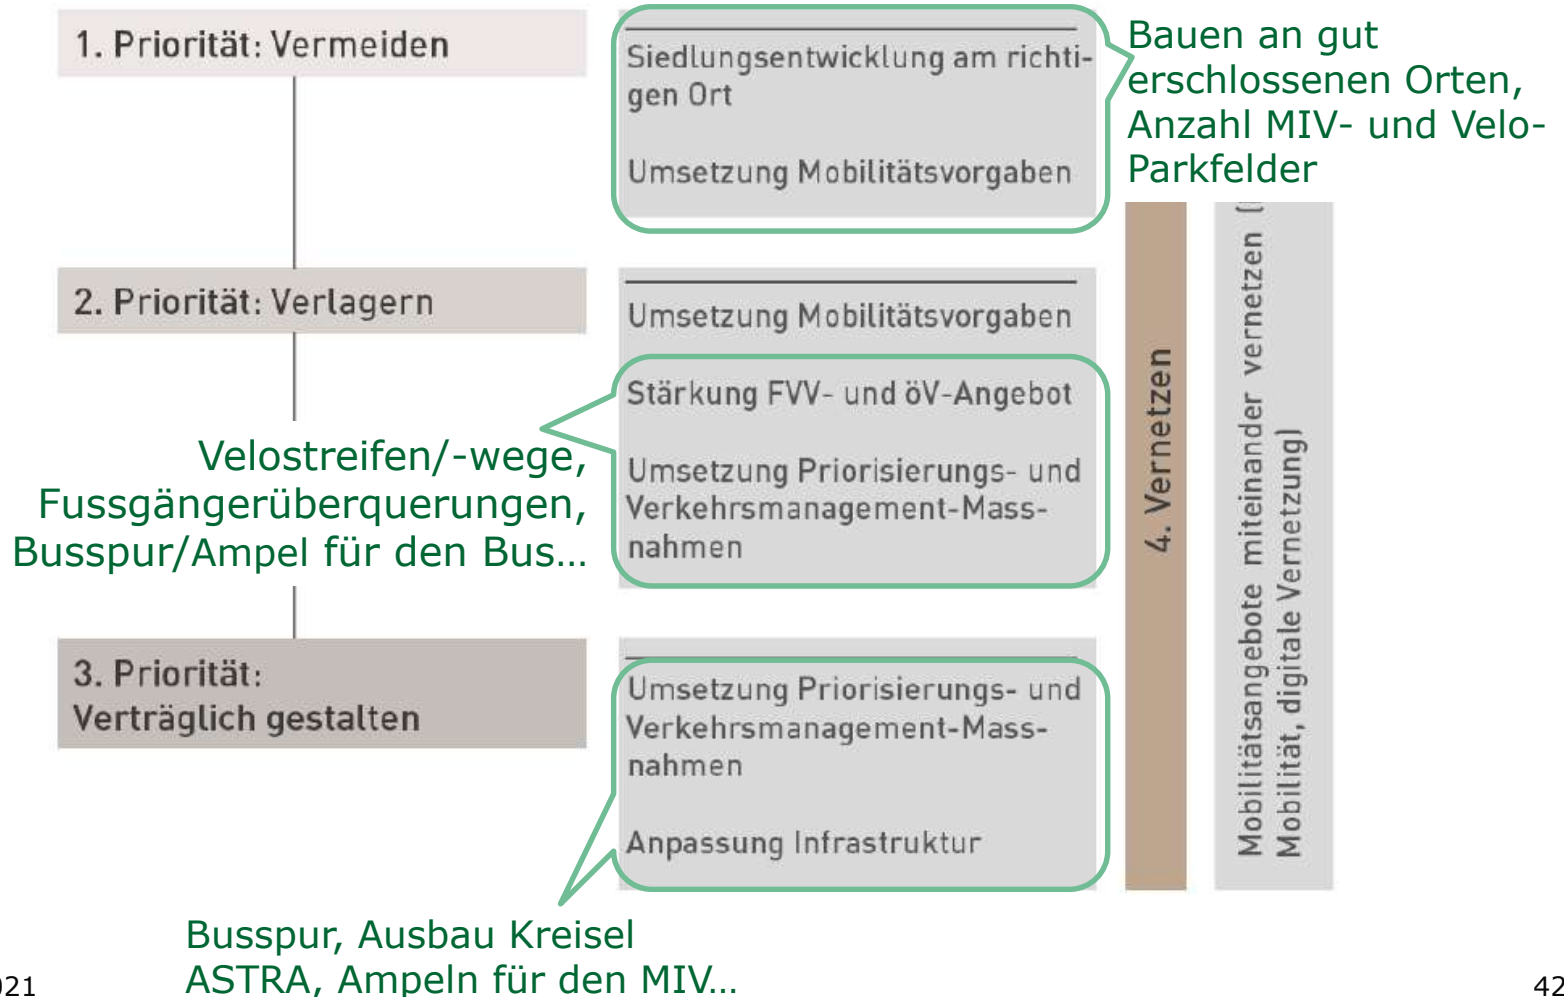 1. Priorität: Vermeiden
Siedlungsentwicklung am richti-
gen Ort
Umsetzung Mobilitätsvorgaben
Bauen an gut
erschlossenen Orten,
Anzahl MIV- und Velo-
Parkfelder
2. Priorität: Verlagern
Umsetzung Mobilitätsvorgaben
Stärkung FVV- und öV-Angebot
Umsetzung Priorisierungs- und
Verkehrsmanagement-Mass-
nahmen
Velostreifen/-wege,
Fussgängerüberquerungen,
Busspur/Ampel für den Bus…
3. Priorität:
Verträglich gestalten
Umsetzung Priorisierungs- und
Verkehrsmanagement-Mass-
nahmen
Anpassung Infrastruktur
Busspur, Ausbau Kreisel
ASTRA, Ampeln für den MIV…
4. Vernetzen
Mobilitätsangebote miteinander vernetzen (
Mobilität, digitale Vernetzung)
021
42